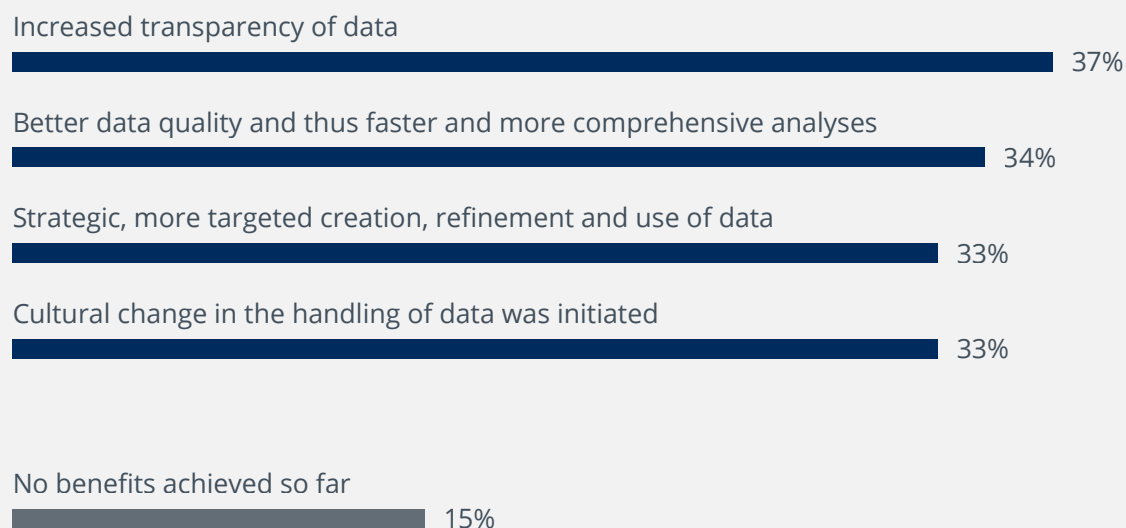 Increased transparency of data
37%
Better data quality and thus faster and more comprehensive analyses
34%
Strategic, more targeted creation, refinement and use of data
33%
Cultural change in the handling of data was initiated
33%
No benefits achieved so far
15%